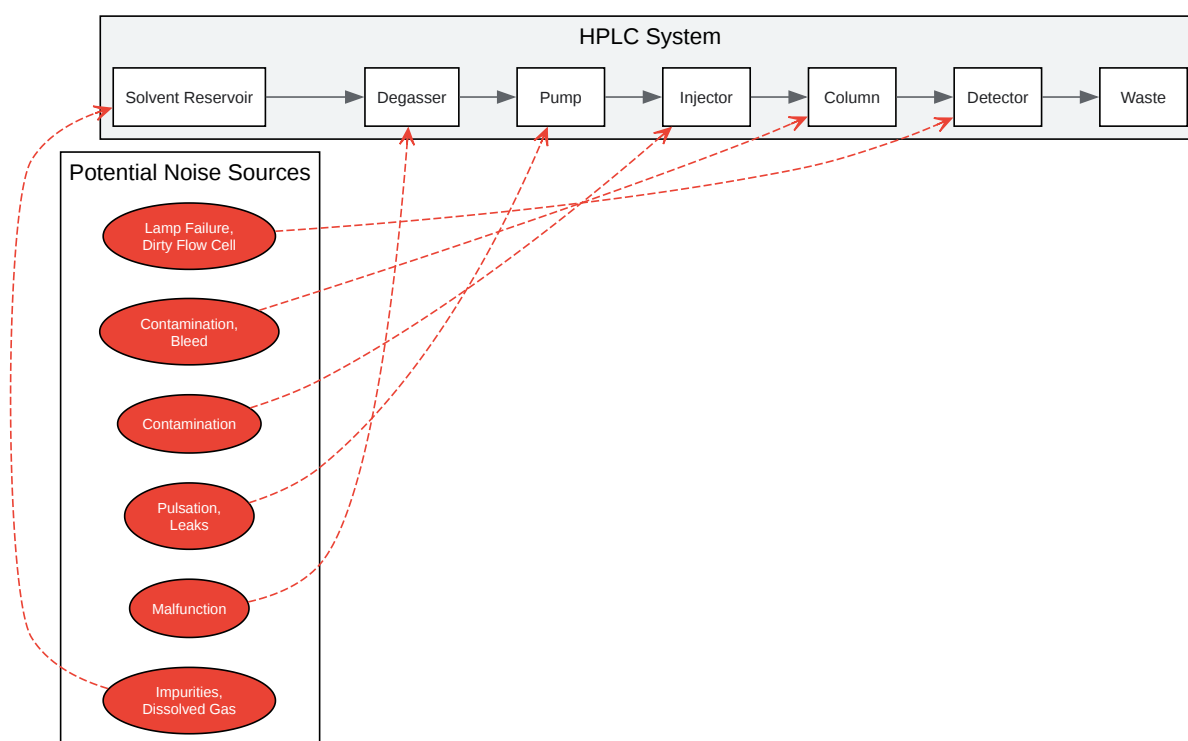 HPLC System
Solvent Reservoir
Degasser
Pump
Injector
Column
Detector
Waste
Potential Noise Sources
Lamp Failure,
Dirty Flow Cell
Contamination,
Bleed
Contamination
Pulsation,
Leaks
Malfunction
Impurities,
Dissolved Gas